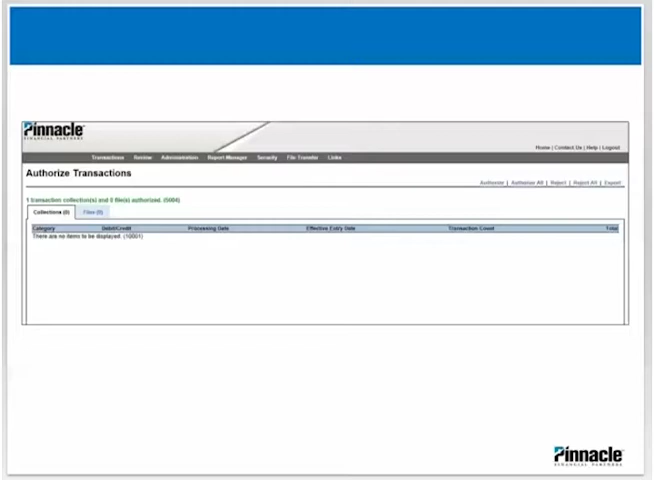 Pinnacle
FINANCIAL PARTNERS
Home | Contact Us | Help | Logout
Transactions Review Administration Report Manager Security File Transfer Links
Authorize Transactions
Authorize | Authorize All | Reject | Reject All | Export
1 transaction collection(s) and 0 file(s) authorized. (5004)
Collections (0) Files (0)
Category Debit/Credit Processing Date Effective Entry Date Transaction Count Total
There are no items to be displayed. (10001)
Pinnacle
FINANCIAL PARTNERS